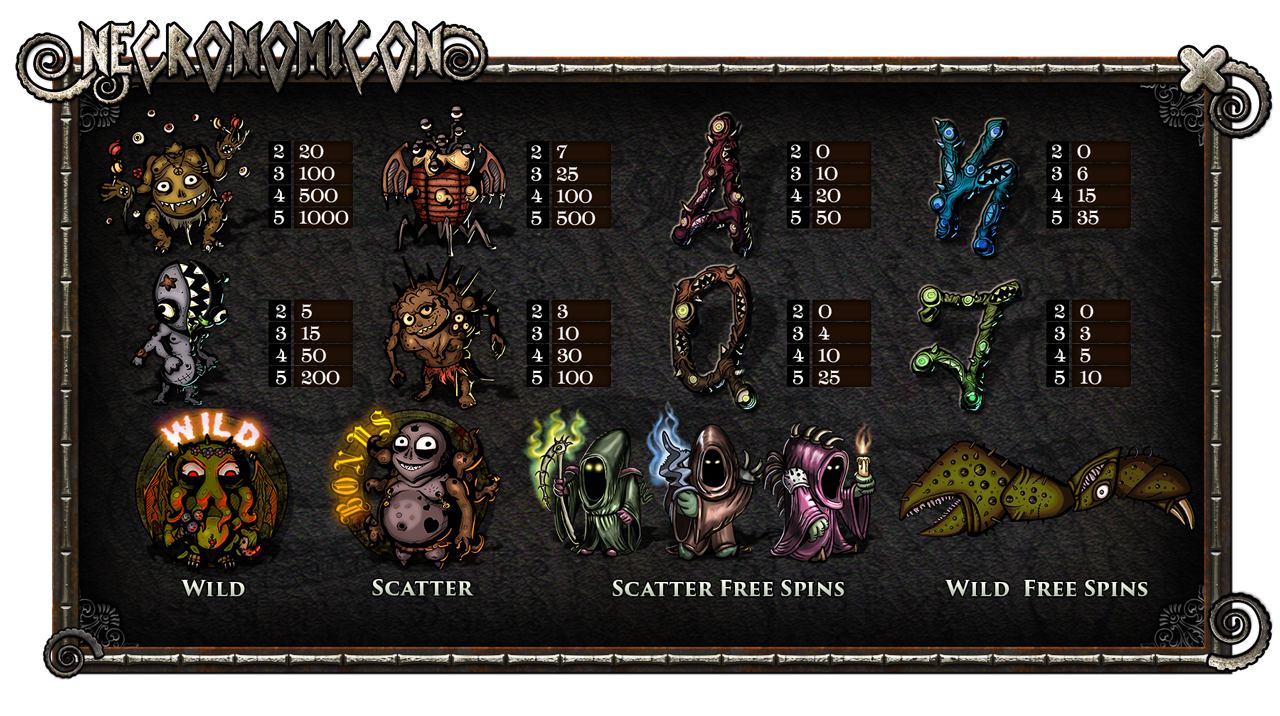 NECRONOMICON
2 20
3 100
4 500
5 1000
2 7
3 25
4 100
5 500
A
2 0
3 10
4 20
5 50
K
2 0
3 6
4 15
5 35
2 5
3 15
4 50
5 200
2 3
3 10
4 30
5 100
Q
2 0
3 4
4 10
5 25
J
2 0
3 3
4 5
5 10
WILD
BONUS
WILD
SCATTER
SCATTER FREE SPINS
WILD FREE SPINS